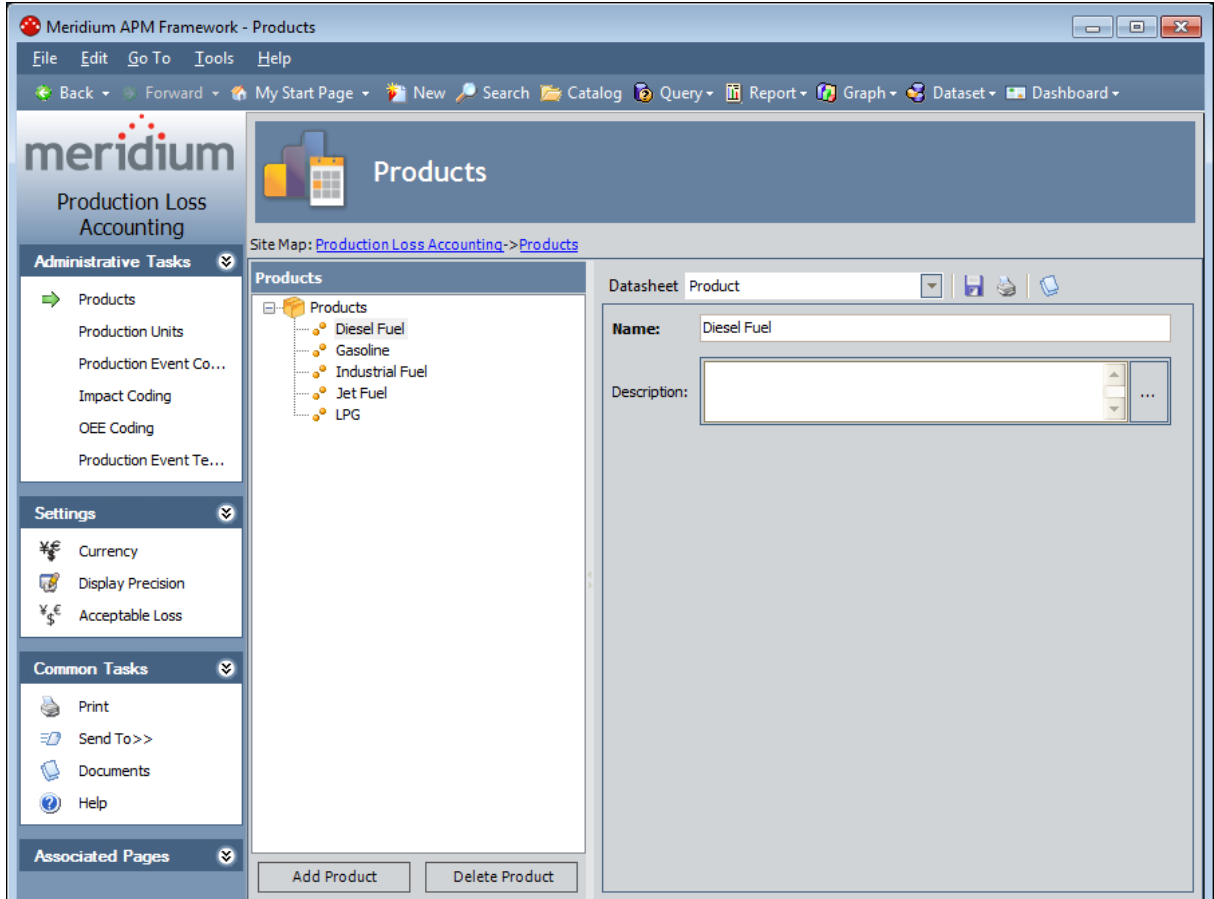 Meridium APM Framework - Products
File Edit Go To Tools Help
Back Forward My Start Page New Search Catalog Query Report Graph Dataset Dashboard
meridium
Production Loss
Accounting
Administrative Tasks
Products
Production Units
Production Event Co...
Impact Coding
OEE Coding
Production Event Te...
Settings
Currency
Display Precision
Acceptable Loss
Common Tasks
Print
Send To>>
Documents
Help
Associated Pages
Products
Site Map: Production Loss Accounting->Products
Products
Products
Diesel Fuel
Gasoline
Industrial Fuel
Jet Fuel
LPG
Add Product Delete Product
Datasheet Product
Name: Diesel Fuel
Description: ...